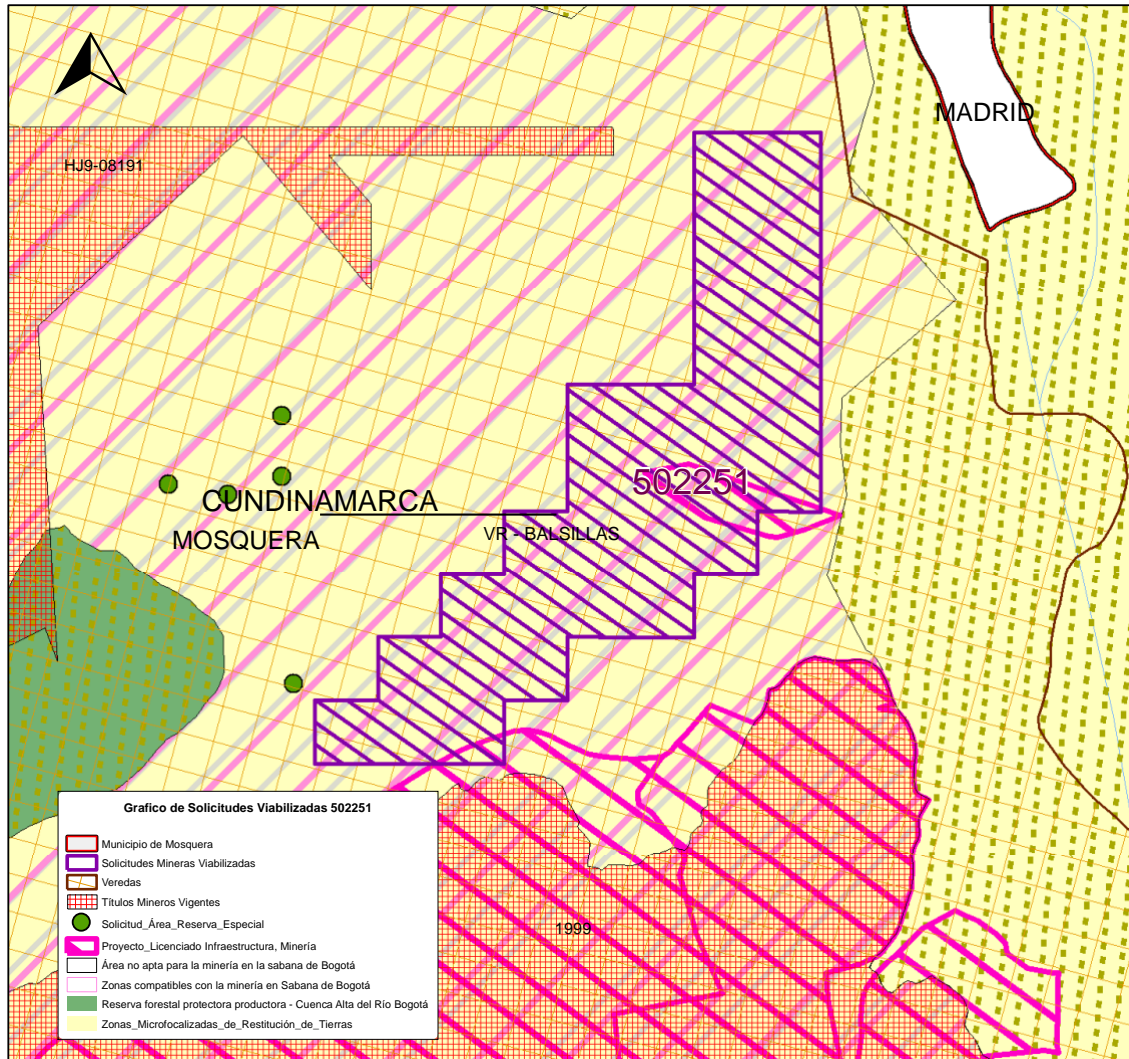 MADRID
HJ9-08191
502251
CUNDINAMARCA
VR - BALSILLAS
MOSQUERA
1999
Grafico de Solicitudes Viabilizadas 502251
Municipio de Mosquera
Solicitudes Mineras Viabilizadas
Veredas
Títulos Mineros Vigentes
Solicitud_Área_Reserva_Especial
Proyecto_Licenciado Infraestructura, Minería
Área no apta para la minería en la sabana de Bogotá
Zonas compatibles con la minería en Sabana de Bogotá
Reserva forestal protectora productora - Cuenca Alta del Río Bogotá
Zonas_Microfocalizadas_de_Restitución_de_Tierras